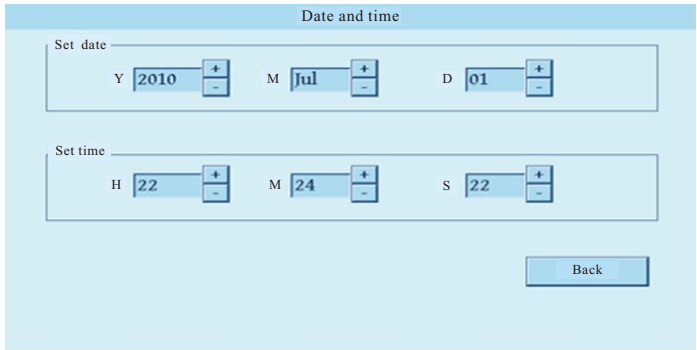 Date and time
Set date
Y 2010 + - M Jul + - D 01 + -
Set time
H 22 + - M 24 + - S 22 + -
Back